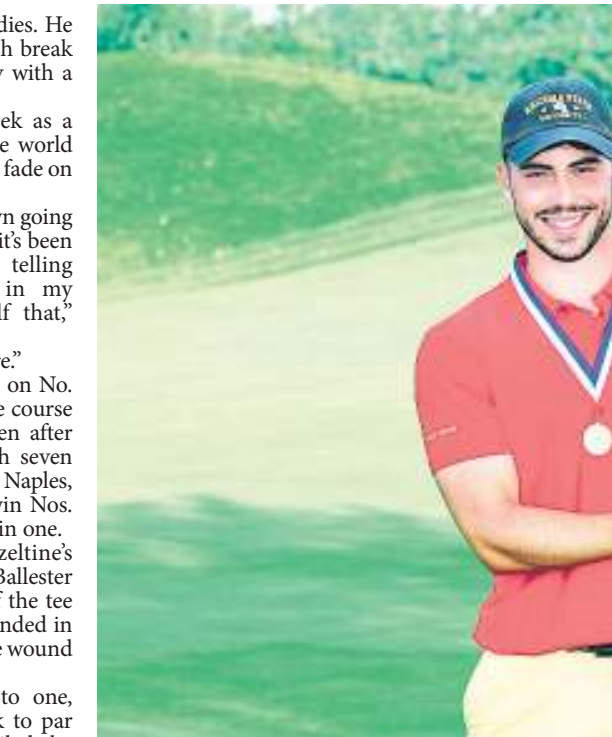 dies. He
h break
with a
ek as a
e world
fade on
n going
it’s been
telling
in my
lf that,”
e.”
on No.
e course
en after
h seven
Naples,
in Nos.
in one.
zeltine’s
Ballester
f the tee
nded in
e wound
to one,
k to par